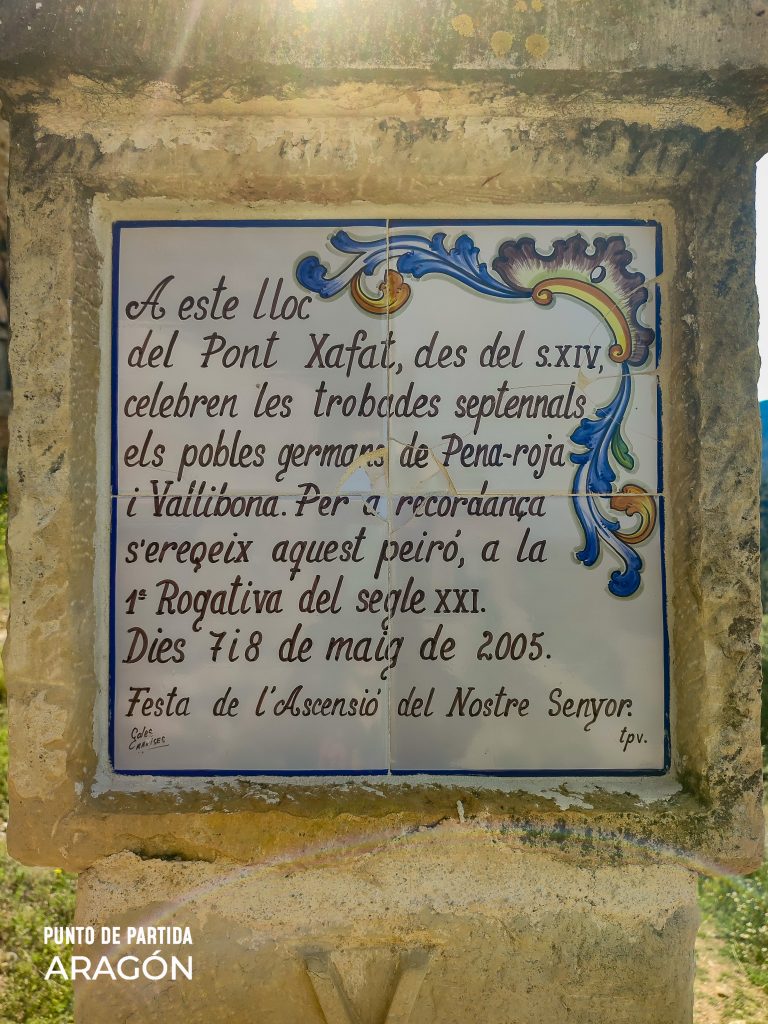 A este lloc
del Pont Xafat, des del s.XIV,
celebren les trobades septennals
els pobles germans de Pena-roja
i Vallibona. Per a recordança
s'ereqeix aquest peiró, a la
1ª Rogativa del segle XXI.
Dies 7 i 8 de maig de 2005.
Festa de l'Ascensió del Nostre Senyor.
tpv.
V
PUNTO DE PARTIDA
ARAGÓN